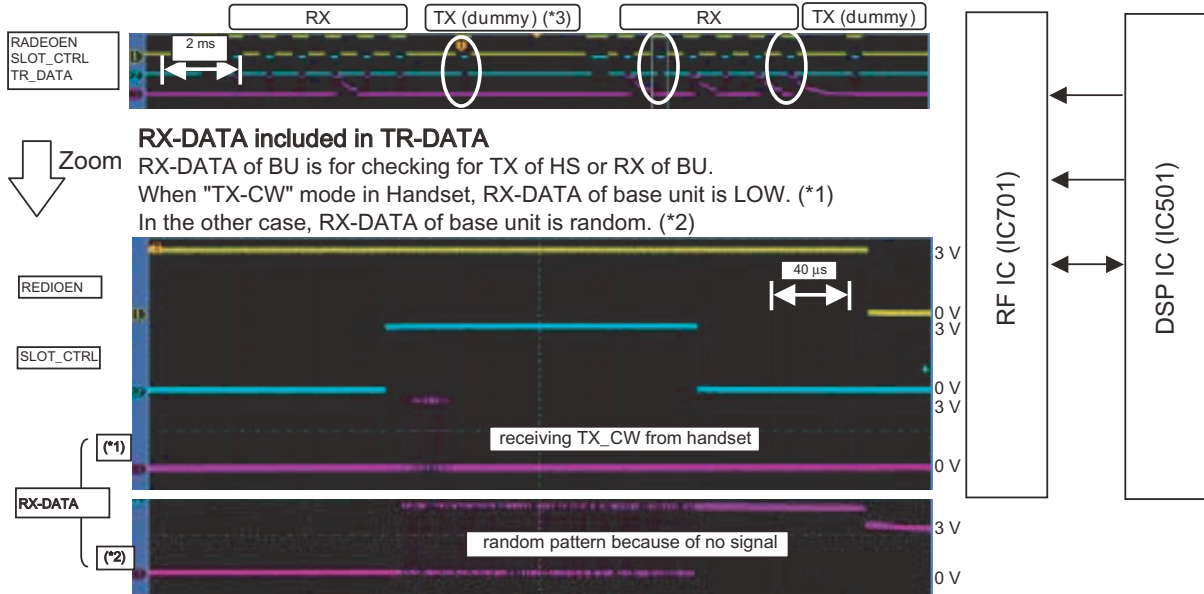 RX
TX (dummy) (*3)
RX
TX (dummy)
RADEOEN
SLOT_CTRL
TR_DATA
2 ms
Zoom
RX-DATA included in TR-DATA
RX-DATA of BU is for checking for TX of HS or RX of BU.
When "TX-CW" mode in Handset, RX-DATA of base unit is LOW. (*1)
In the other case, RX-DATA of base unit is random. (*2)
REDIOEN
40 µs
3 V
0 V
SLOT_CTRL
3 V
0 V
3 V
(*1)
receiving TX_CW from handset
0 V
RX-DATA
(*2)
random pattern because of no signal
3 V
0 V
RF IC (IC701)
DSP IC (IC501)